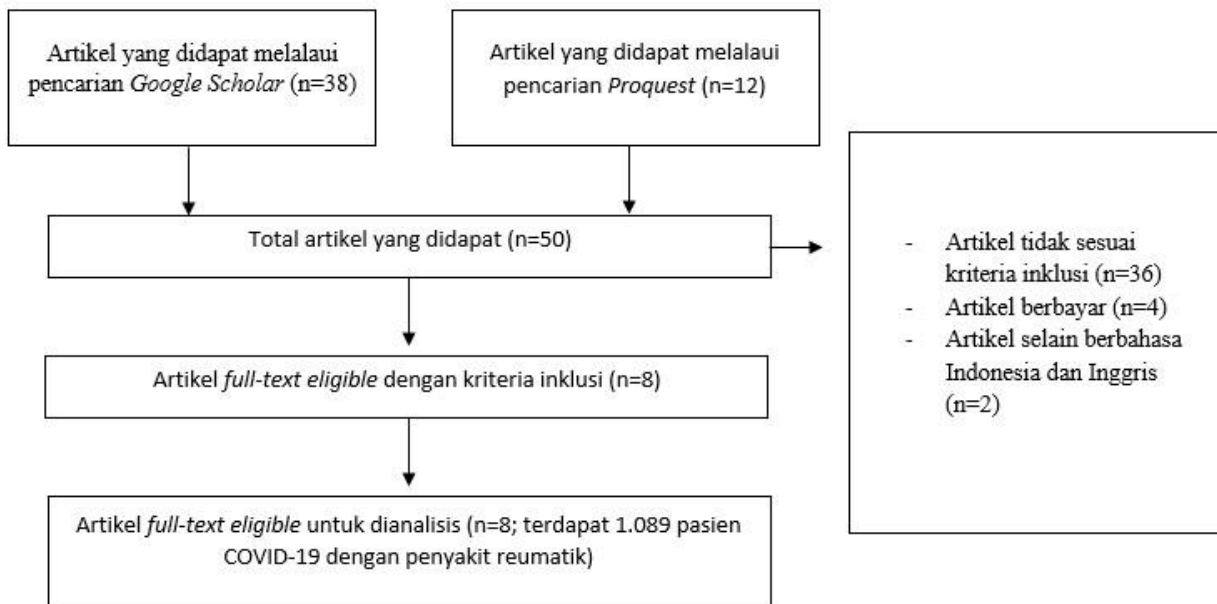 Artikel yang didapat melalaui
pencarian Google Scholar (n=38)
Artikel yang didapat melalaui
pencarian Proquest (n=12)
Total artikel yang didapat (n=50)
- Artikel tidak sesuai
kriteria inklusi (n=36)
- Artikel berbayar (n=4)
- Artikel selain berbahasa
Indonesia dan Inggris
(n=2)
Artikel full-text eligible dengan kriteria inklusi (n=8)
Artikel full-text eligible untuk dianalisis (n=8; terdapat 1.089 pasien
COVID-19 dengan penyakit reumatik)